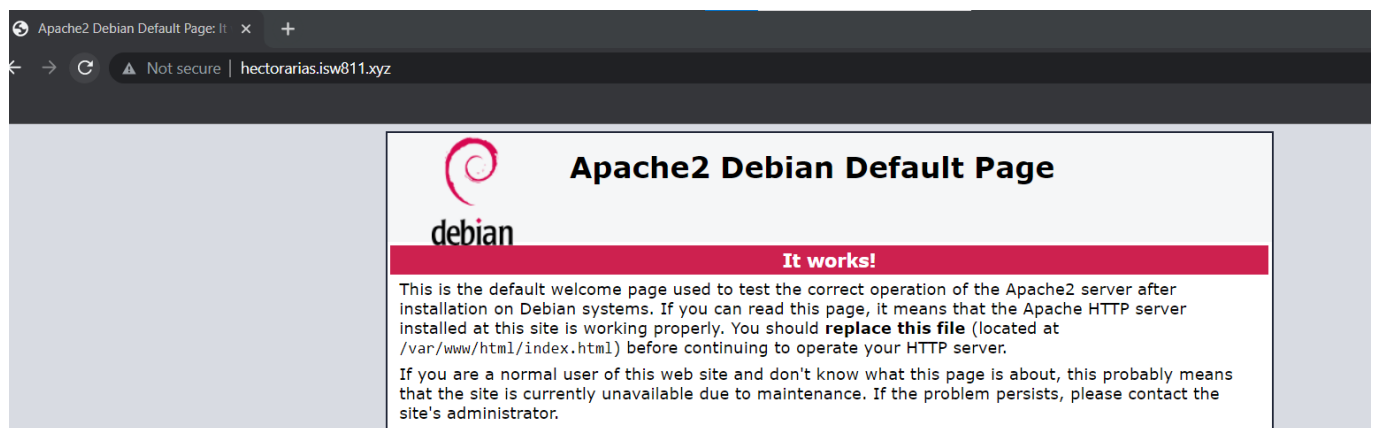 Apache2 Debian Default Page: It
Not secure | hectorarias.isw811.xyz
debian
Apache2 Debian Default Page
It works!
This is the default welcome page used to test the correct operation of the Apache2 server after
installation on Debian systems. If you can read this page, it means that the Apache HTTP server
installed at this site is working properly. You should replace this file (located at
/var/www/html/index.html) before continuing to operate your HTTP server.
If you are a normal user of this web site and don't know what this page is about, this probably means
that the site is currently unavailable due to maintenance. If the problem persists, please contact the
site's administrator.